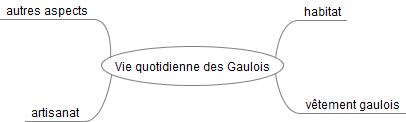 autres aspects
habitat
Vie quotidienne des Gaulois
artisanat
vêtement gaulois